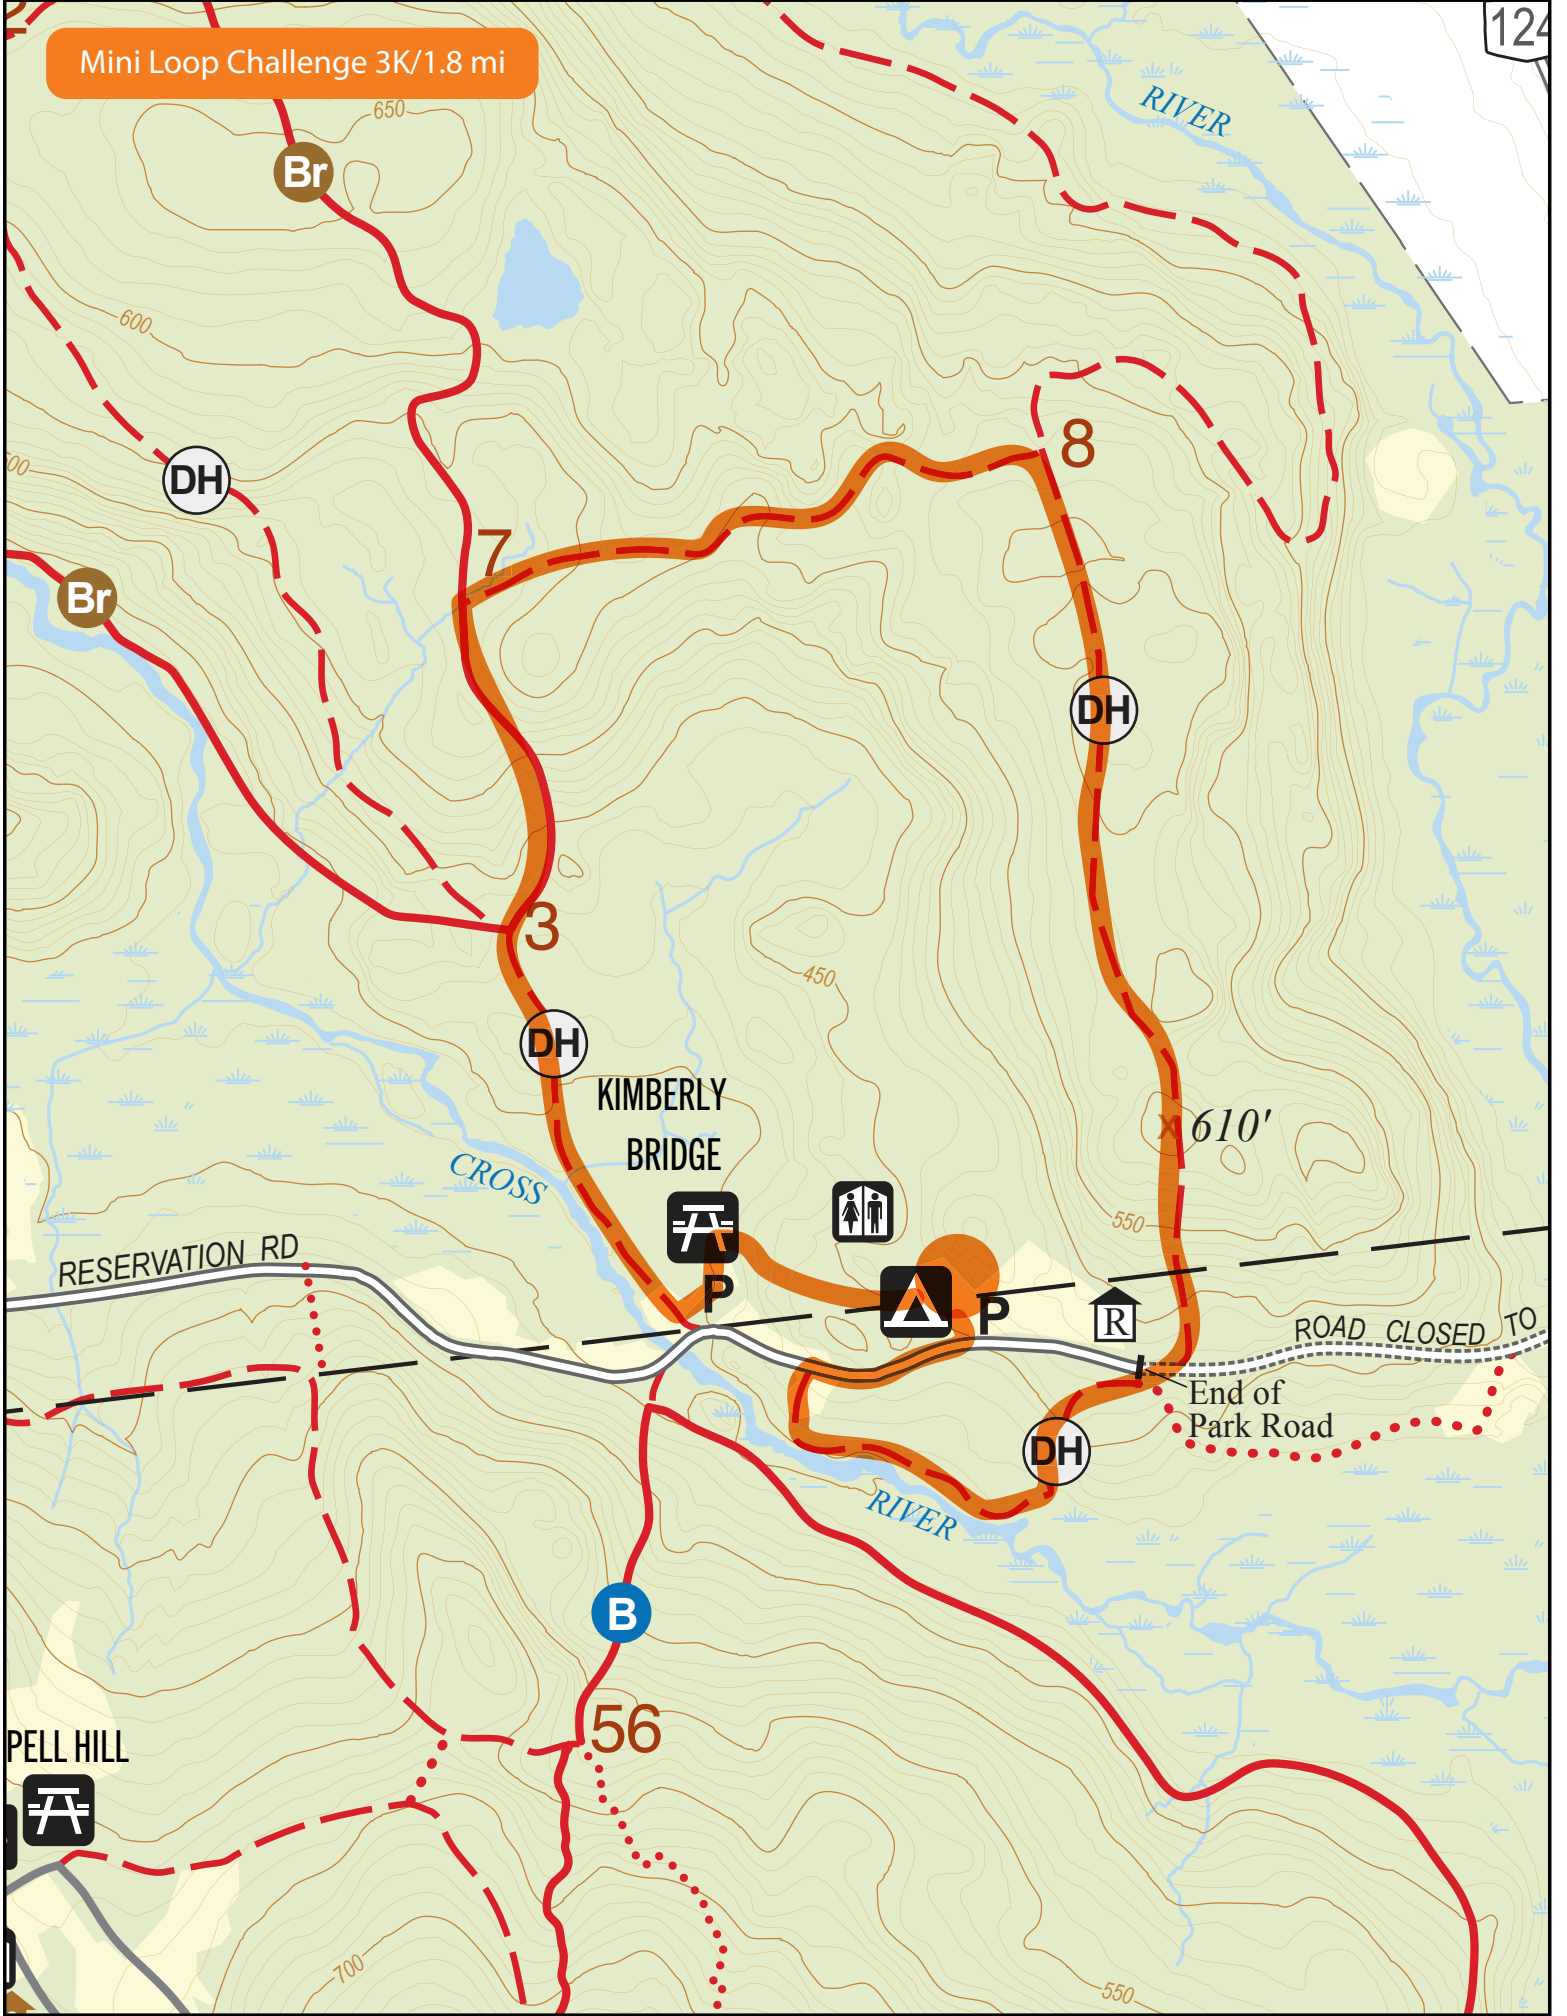 Mini Loop Challenge 3K/1.8 mi
124
RIVER
650
Br
600
8
DH
7
Br
DH
3
450
DH
KIMBERLY
BRIDGE
610'
CROSS
550
RESERVATION RD
P
P
R
ROAD CLOSED TO
End of
Park Road
DH
RIVER
B
56
PELL HILL
700
550